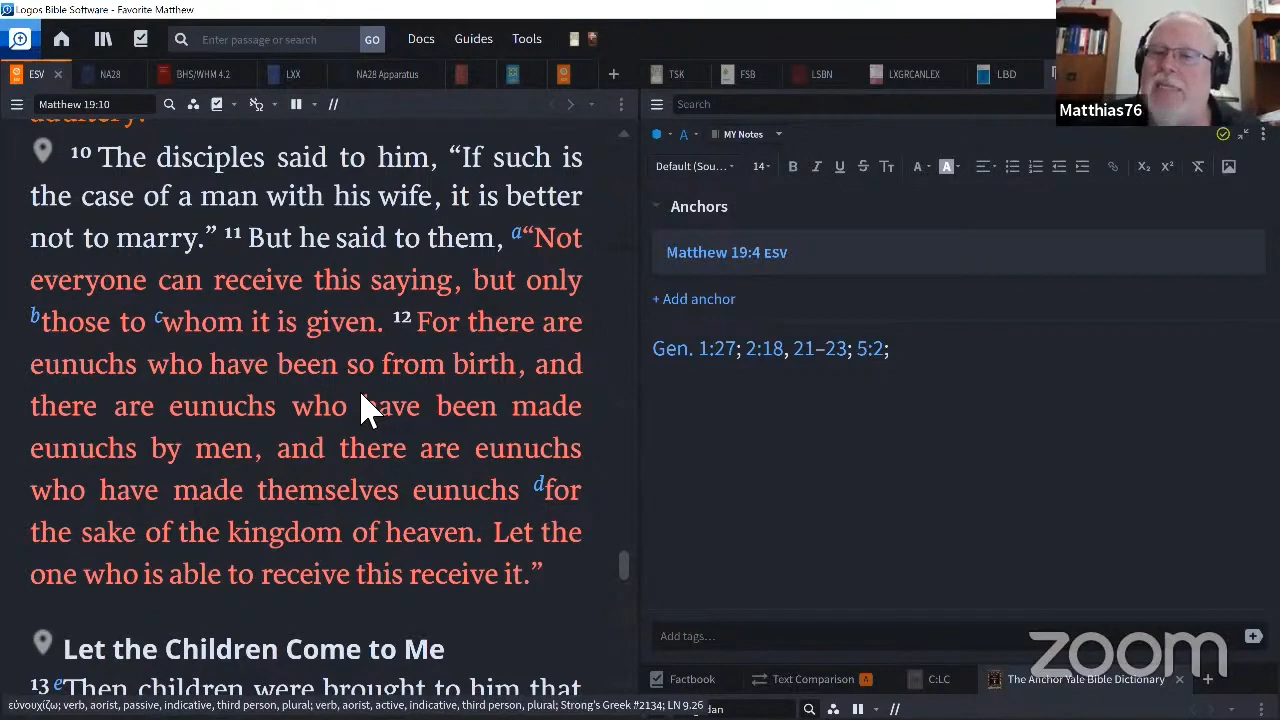 Logos Bible Software - Favorite Matthew
Enter passage or search
GO
Docs
Guides
Tools
ESV
NA28
BHS/WHM 4.2
LXX
NA28 Apparatus
TSK
FSB
LSBN
LXGRCANLEX
LBD
Matthew 19:10
Search
Matthias76
MY Notes
Default (Sou...
14
B I U S Tt
A A
X₂ X²
adultery.
10 The disciples said to him, “If such is
the case of a man with his wife, it is better
not to marry.” 11 But he said to them, a“Not
everyone can receive this saying, but only
bthose to cwhom it is given. 12 For there are
eunuchs who have been so from birth, and
there are eunuchs who have been made
eunuchs by men, and there are eunuchs
who have made themselves eunuchs dfor
the sake of the kingdom of heaven. Let the
one who is able to receive this receive it.”
Let the Children Come to Me
13 eThen children were brought to him that
εὐνουχίζω; verb, aorist, passive, indicative, third person, plural; verb, aorist, active, indicative, third person, plural; Strong's Greek #2134; LN 9.26
Anchors
Matthew 19:4 ESV
+ Add anchor
Gen. 1:27; 2:18, 21–23; 5:2;
Add tags...
zoom
Factbook
Text Comparison
C:LC
The Anchor Yale Bible Dictionary